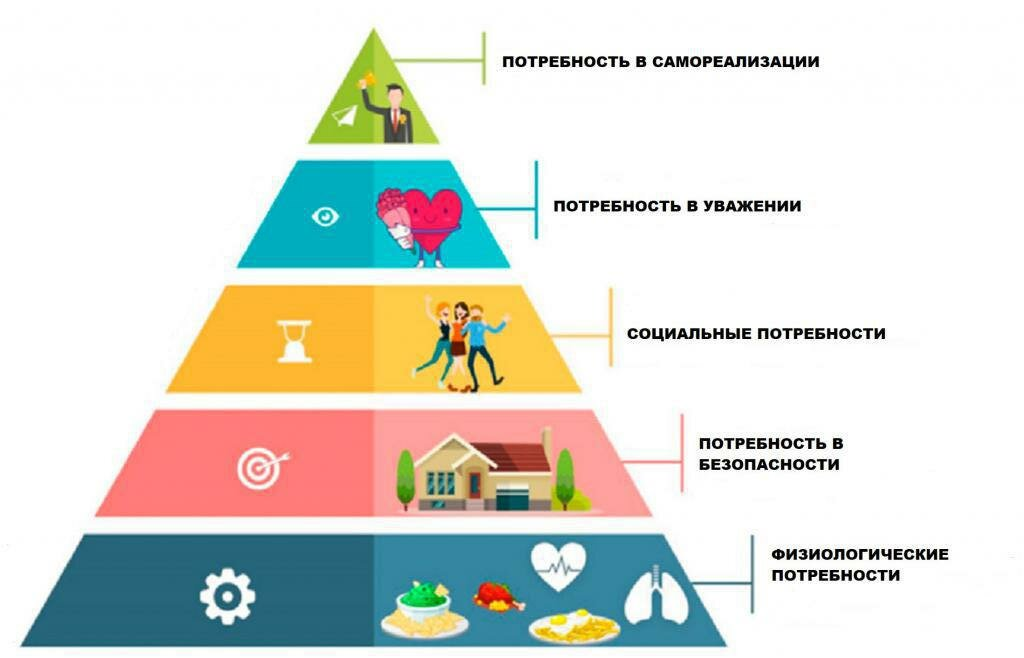 ПОТРЕБНОСТЬ В САМОРЕАЛИЗАЦИИ
ПОТРЕБНОСТЬ В УВАЖЕНИИ
СОЦИАЛЬНЫЕ ПОТРЕБНОСТИ
ПОТРЕБНОСТЬ В
БЕЗОПАСНОСТИ
ФИЗИОЛОГИЧЕСКИЕ
ПОТРЕБНОСТИ